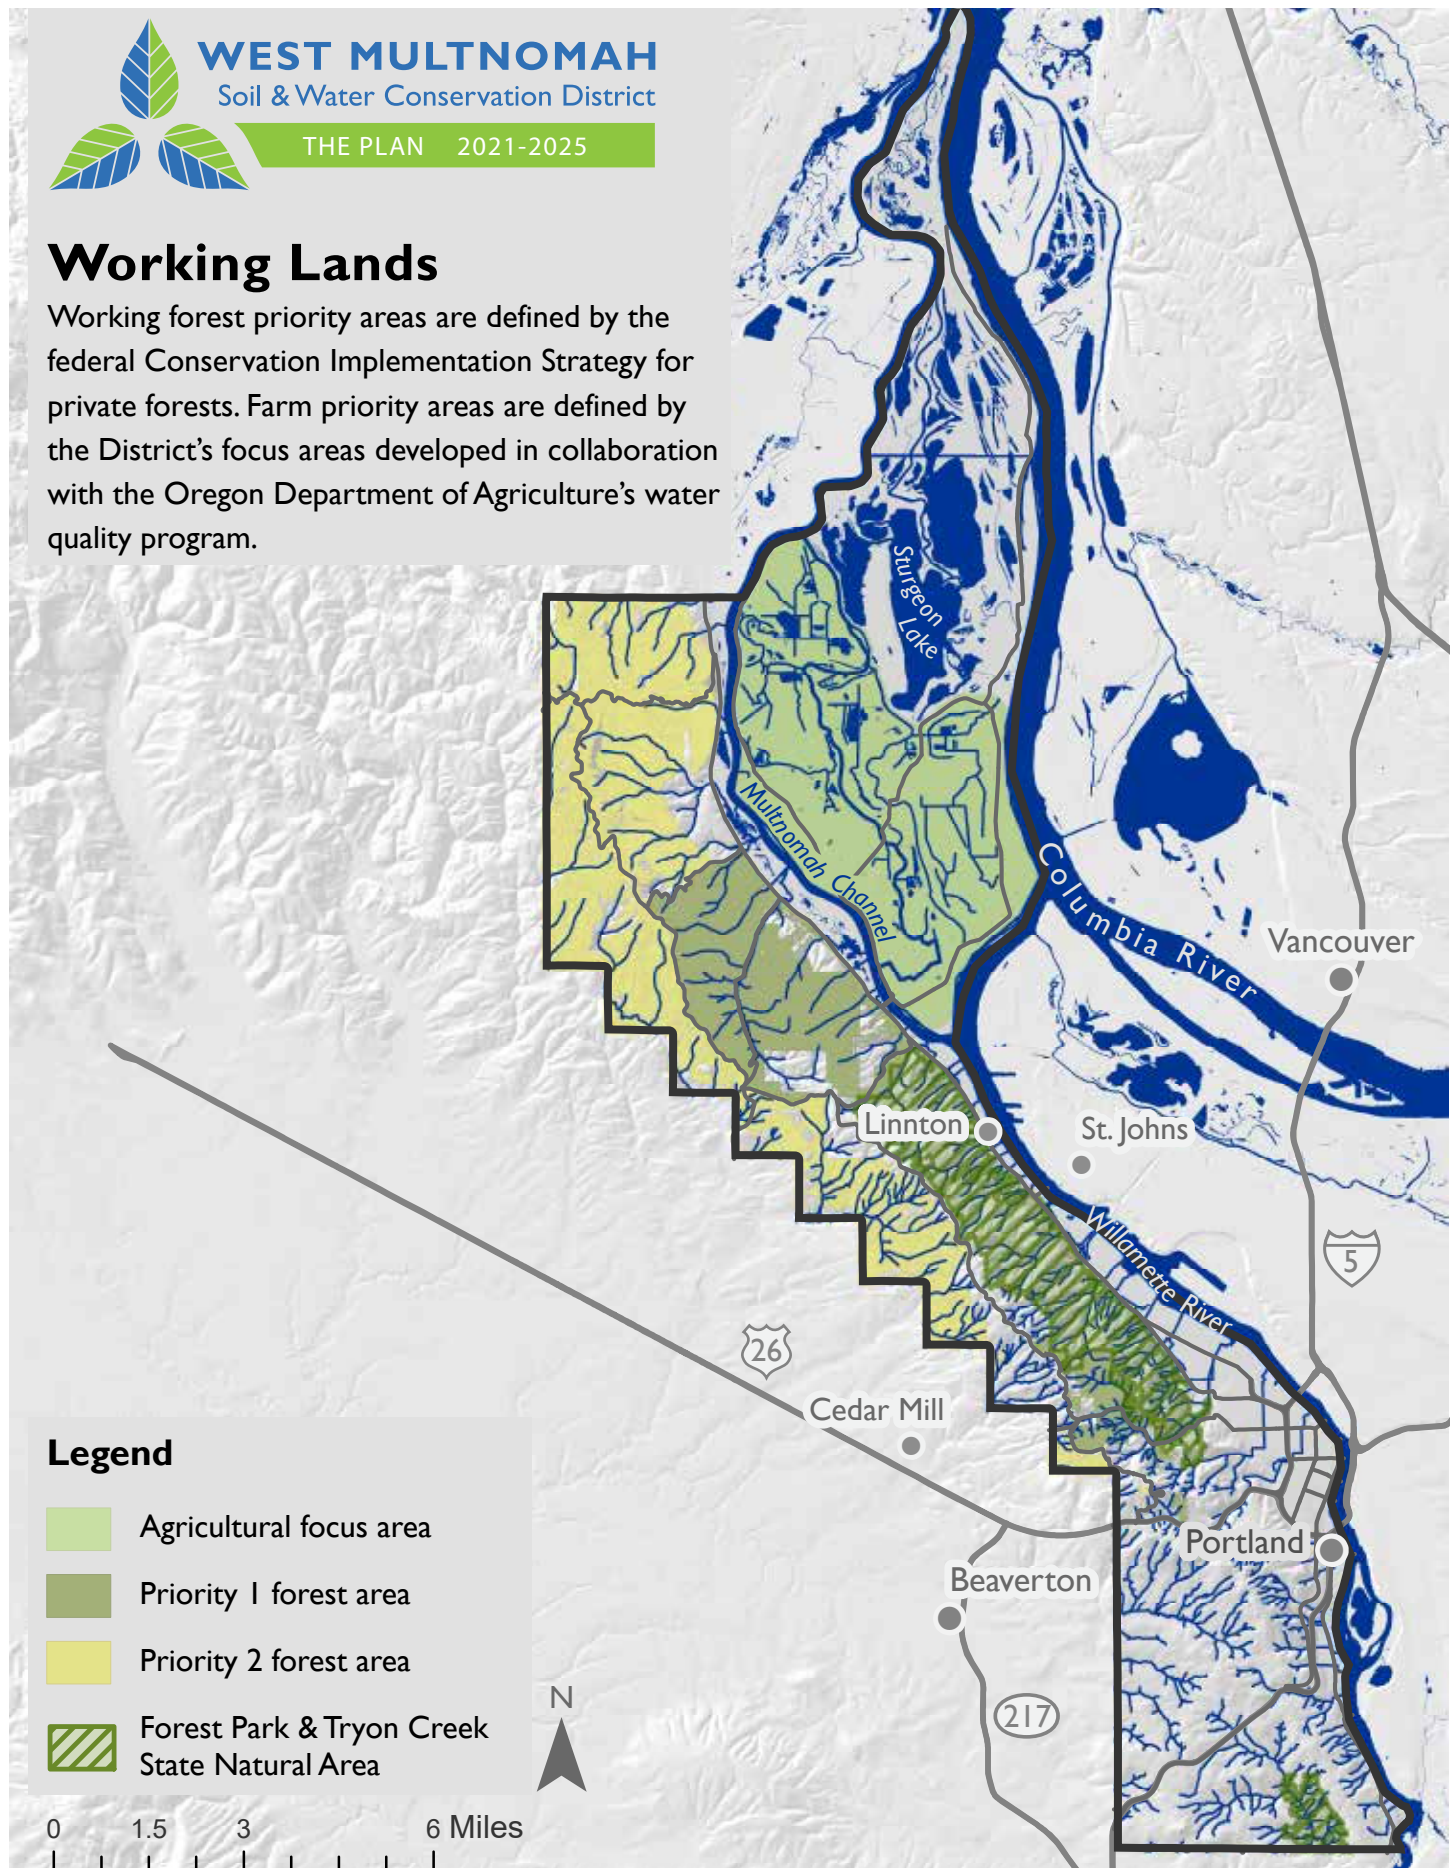 WEST MULTNOMAH
Soil & Water Conservation District
THE PLAN 2021-2025
Working Lands
Working forest priority areas are defined by the
federal Conservation Implementation Strategy for
private forests. Farm priority areas are defined by
the District’s focus areas developed in collaboration
with the Oregon Department of Agriculture’s water
quality program.
Sturgeon
Lake
Multnomah Channel
Columbia River
Vancouver
Linnton
St. Johns
Willamette River
5
26
Cedar Mill
Portland
Beaverton
217
Legend
Agricultural focus area
Priority 1 forest area
Priority 2 forest area
Forest Park & Tryon Creek
State Natural Area
N
0 1.5 3 6 Miles